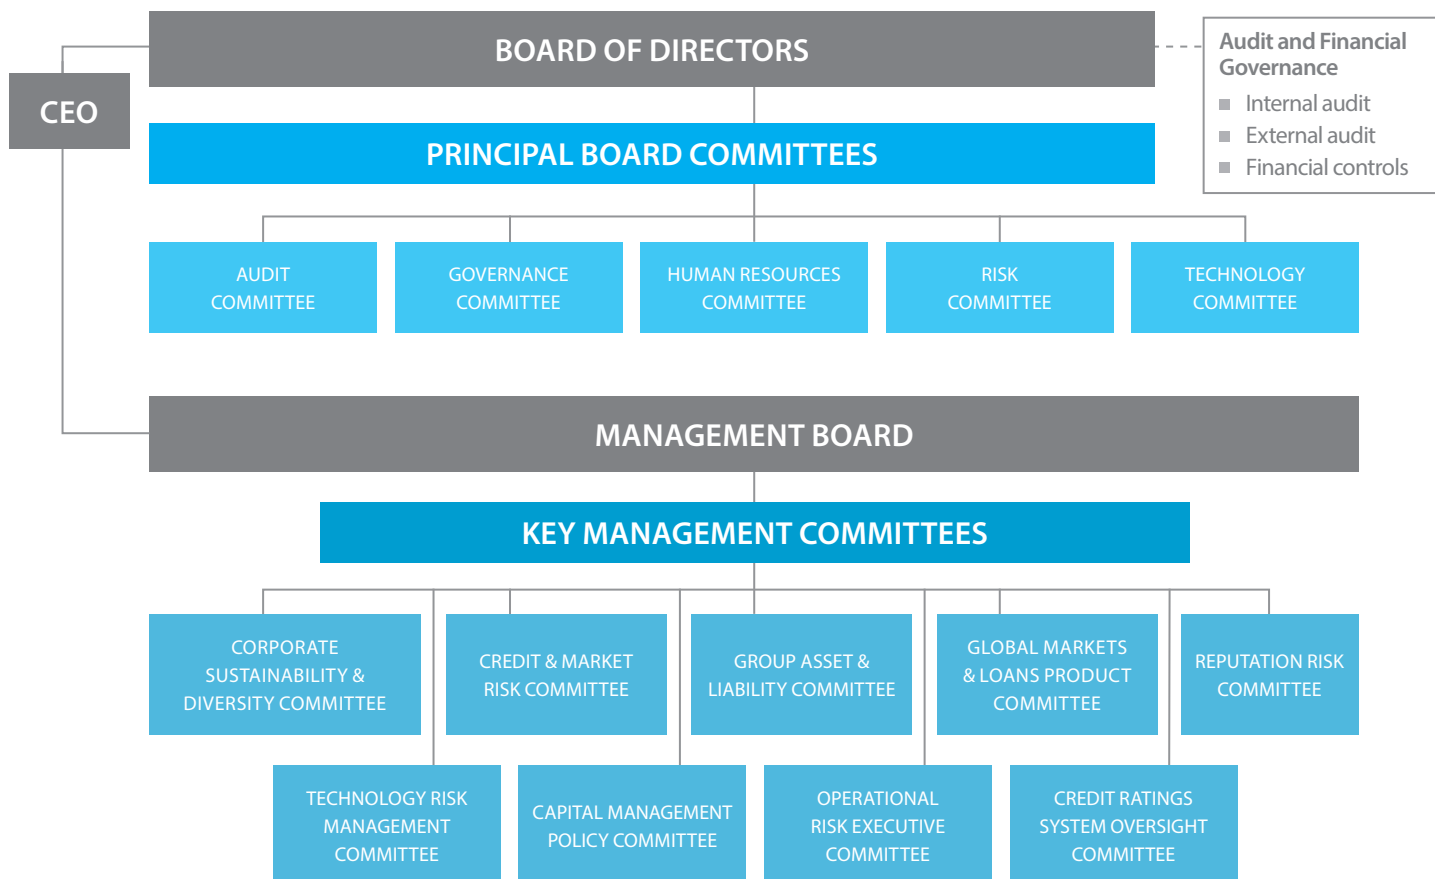 BOARD OF DIRECTORS
Audit and Financial
Governance
Internal audit
External audit
Financial controls
CEO
PRINCIPAL BOARD COMMITTEES
AUDIT
COMMITTEE
GOVERNANCE
COMMITTEE
HUMAN RESOURCES
COMMITTEE
RISK
COMMITTEE
TECHNOLOGY
COMMITTEE
MANAGEMENT BOARD
KEY MANAGEMENT COMMITTEES
CORPORATE
SUSTAINABILITY &
DIVERSITY COMMITTEE
CREDIT & MARKET
RISK COMMITTEE
GROUP ASSET &
LIABILITY COMMITTEE
GLOBAL MARKETS
& LOANS PRODUCT
COMMITTEE
REPUTATION RISK
COMMITTEE
TECHNOLOGY RISK
MANAGEMENT
COMMITTEE
CAPITAL MANAGEMENT
POLICY COMMITTEE
OPERATIONAL
RISK EXECUTIVE
COMMITTEE
CREDIT RATINGS
SYSTEM OVERSIGHT
COMMITTEE